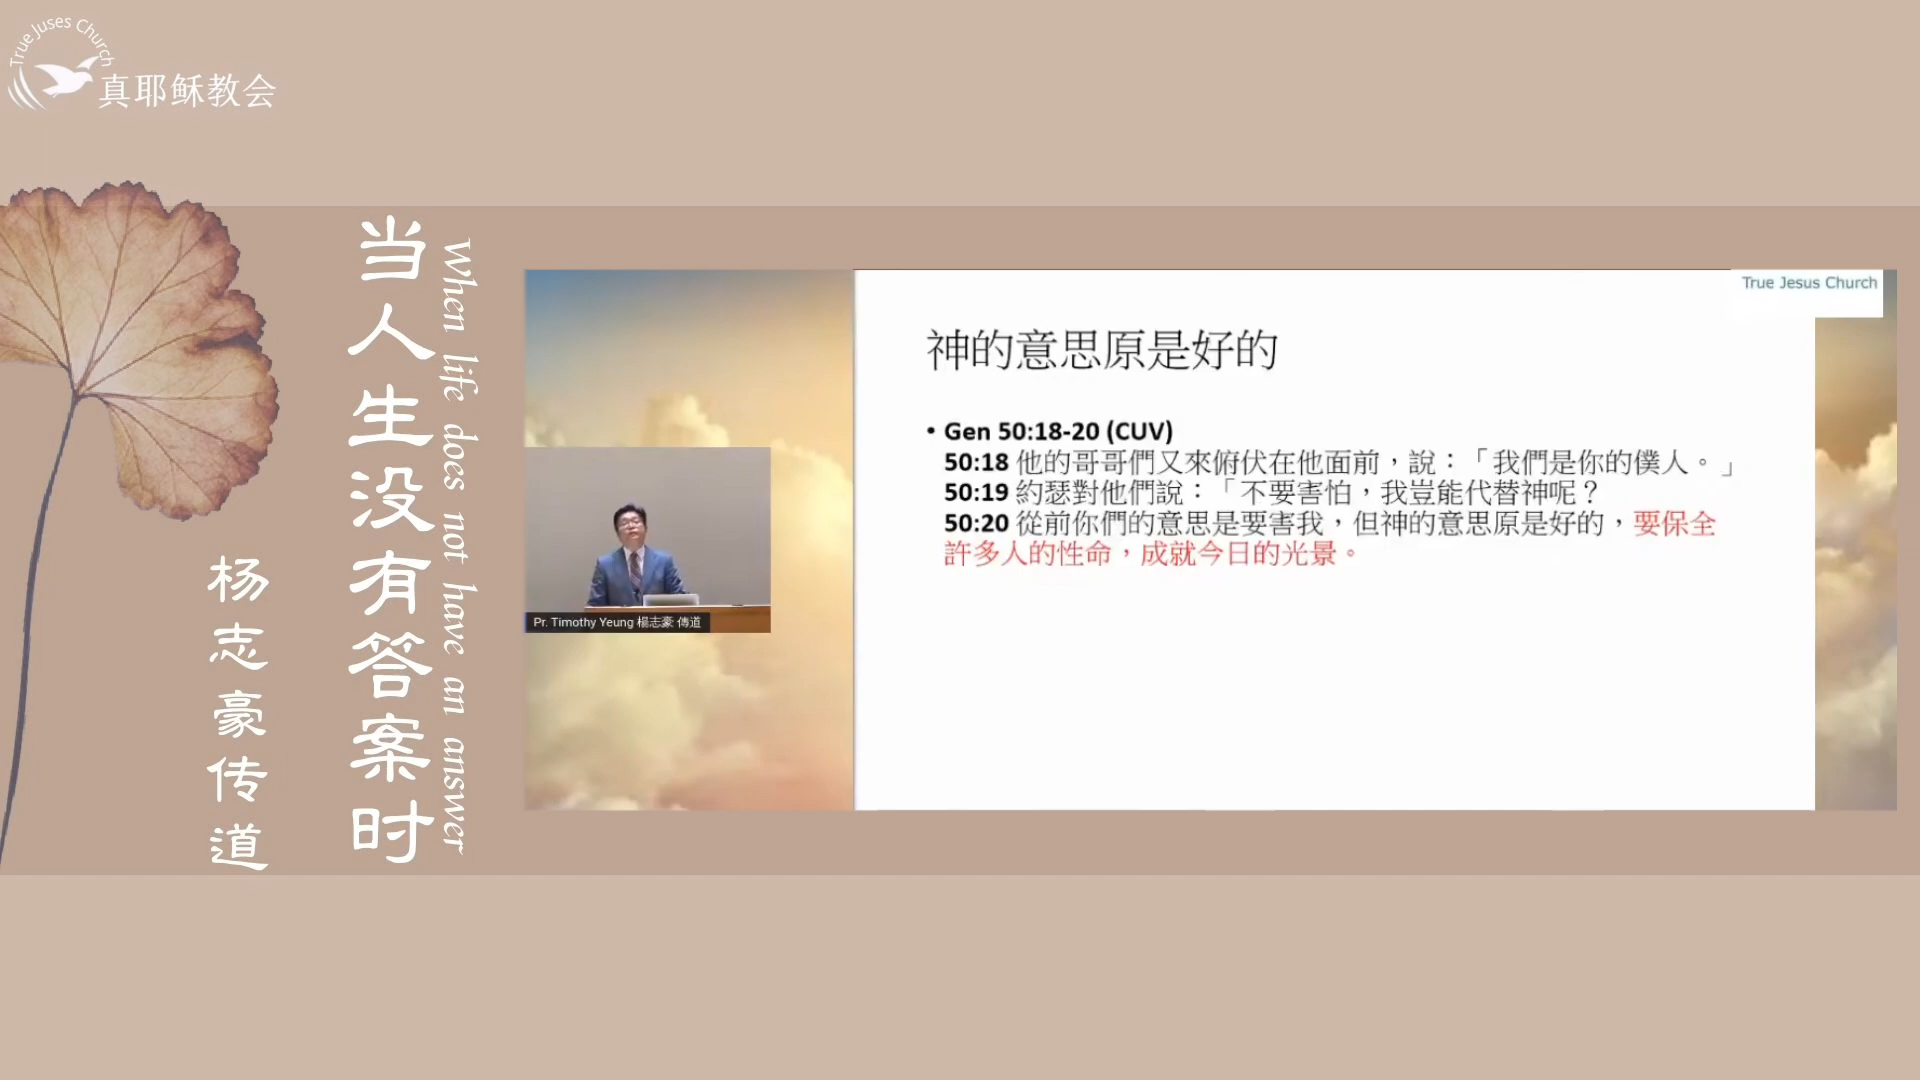 True Juses Church
真耶稣教会
当人生没有答案时
When life does not have an answer
杨志豪传道
True Jesus Church
神的意思原是好的
• Gen 50:18-20 (CUV)
50:18 他的哥哥們又來俯伏在他面前，說：「我們是你的僕人。」
50:19 約瑟對他們說：「不要害怕，我豈能代替神呢？
50:20 從前你們的意思是要害我，但神的意思原是好的，要保全
許多人的性命，成就今日的光景。
Pr. Timothy Yeung 楊志豪 傳道